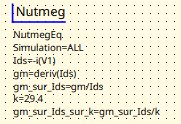 Nutmeg
NutmegEq
Simulation=ALL
Ids=-i(V1)
gm=deriv(Ids)
gm_sur_Ids=gm/Ids
k=29.4
gm_sur_Ids_sur_k=gm_sur_Ids/k